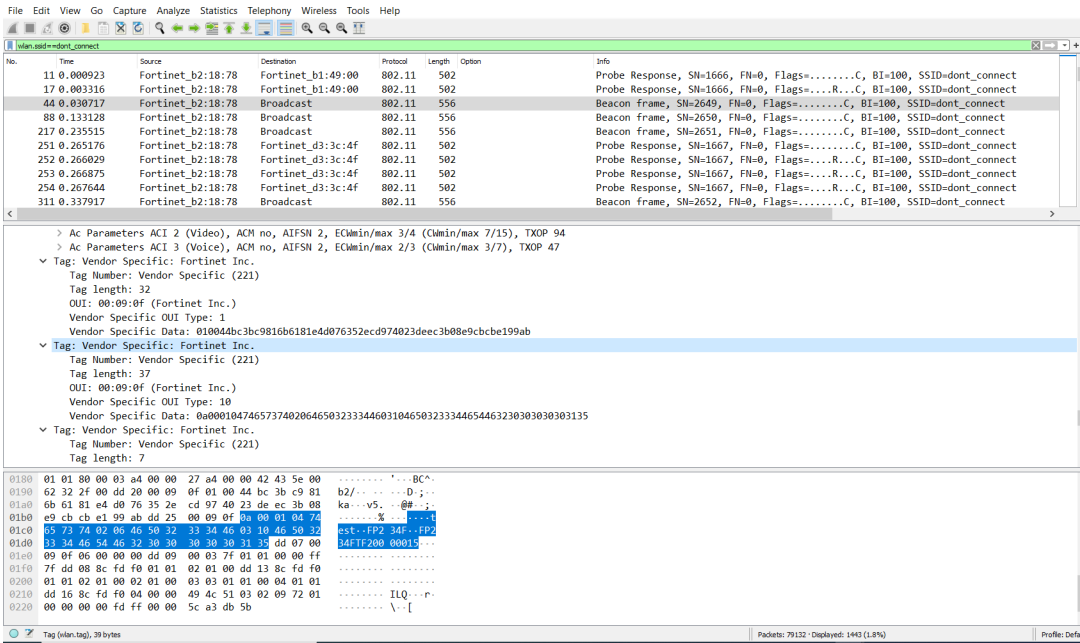 File Edit View Go Capture Analyze Statistics Telephony Wireless Tools Help
wlan.ssid==dont_connect
No. Time Source Destination Protocol Length Option Info
11 0.000923 Fortinet_b2:18:78 Fortinet_b1:49:00 802.11 502 Probe Response, SN=1666, FN=0, Flags=........C, BI=100, SSID=dont_connect
17 0.003316 Fortinet_b2:18:78 Fortinet_b1:49:00 802.11 502 Probe Response, SN=1666, FN=0, Flags=....R...C, BI=100, SSID=dont_connect
44 0.030717 Fortinet_b2:18:78 Broadcast 802.11 556 Beacon frame, SN=2649, FN=0, Flags=........C, BI=100, SSID=dont_connect
88 0.133128 Fortinet_b2:18:78 Broadcast 802.11 556 Beacon frame, SN=2650, FN=0, Flags=........C, BI=100, SSID=dont_connect
217 0.235515 Fortinet_b2:18:78 Broadcast 802.11 556 Beacon frame, SN=2651, FN=0, Flags=........C, BI=100, SSID=dont_connect
251 0.265176 Fortinet_b2:18:78 Fortinet_d3:3c:4f 802.11 502 Probe Response, SN=1667, FN=0, Flags=........C, BI=100, SSID=dont_connect
252 0.266029 Fortinet_b2:18:78 Fortinet_d3:3c:4f 802.11 502 Probe Response, SN=1667, FN=0, Flags=....R...C, BI=100, SSID=dont_connect
253 0.266875 Fortinet_b2:18:78 Fortinet_d3:3c:4f 802.11 502 Probe Response, SN=1667, FN=0, Flags=....R...C, BI=100, SSID=dont_connect
254 0.267644 Fortinet_b2:18:78 Fortinet_d3:3c:4f 802.11 502 Probe Response, SN=1667, FN=0, Flags=....R...C, BI=100, SSID=dont_connect
311 0.337917 Fortinet_b2:18:78 Broadcast 802.11 556 Beacon frame, SN=2652, FN=0, Flags=........C, BI=100, SSID=dont_connect
Ac Parameters ACI 2 (Video), ACM no, AIFSN 2, ECWmin/max 3/4 (CWmin/max 7/15), TXOP 94
Ac Parameters ACI 3 (Voice), ACM no, AIFSN 2, ECWmin/max 2/3 (CWmin/max 3/7), TXOP 47
Tag: Vendor Specific: Fortinet Inc.
Tag Number: Vendor Specific (221)
Tag length: 32
OUI: 00:09:0f (Fortinet Inc.)
Vendor Specific OUI Type: 1
Vendor Specific Data: 010044bc3bc9816b6181e4d076352ecd974023deec3b08e9cbcbe199ab
Tag: Vendor Specific: Fortinet Inc.
Tag Number: Vendor Specific (221)
Tag length: 37
OUI: 00:09:0f (Fortinet Inc.)
Vendor Specific OUI Type: 10
Vendor Specific Data: 0a00010474657374020646503233344603104650323334465446323030303030303135
Tag: Vendor Specific: Fortinet Inc.
Tag Number: Vendor Specific (221)
Tag length: 7
0180 01 01 80 00 03 a4 00 00 27 a4 00 00 42 43 5e 00 ········ '···BC^·
0190 62 32 2f 00 dd 20 00 09 0f 01 00 44 bc 3b c9 81 b2/·· ·· ···D·;··
01a0 6b 61 81 e4 d0 76 35 2e cd 97 40 23 de ec 3b 08 ka···v5. ··@#··;·
01b0 e9 cb cb e1 99 ab dd 25 00 09 0f 0a 00 01 04 74 ·······% ·······t
01c0 65 73 74 02 06 46 50 32 33 34 46 03 10 46 50 32 est··FP2 34F··FP2
01d0 33 34 46 54 46 32 30 30 30 30 30 31 35 dd 07 00 34FTF200 00015···
01e0 09 0f 06 00 00 00 dd 09 00 03 7f 01 01 00 00 ff ········ ········
01f0 7f dd 08 8c fd f0 01 01 02 01 00 dd 13 8c fd f0 ········ ········
0200 01 01 02 01 00 02 01 00 03 03 01 01 00 04 01 01 ········ ········
0210 dd 16 8c fd f0 04 00 00 49 4c 51 03 02 09 72 01 ········ ILQ···r·
0220 00 00 00 00 fd ff 00 00 5c a3 db 5b ········ \··[
Tag (wlan.tag), 39 bytes Packets: 79132 · Displayed: 1443 (1.8%)